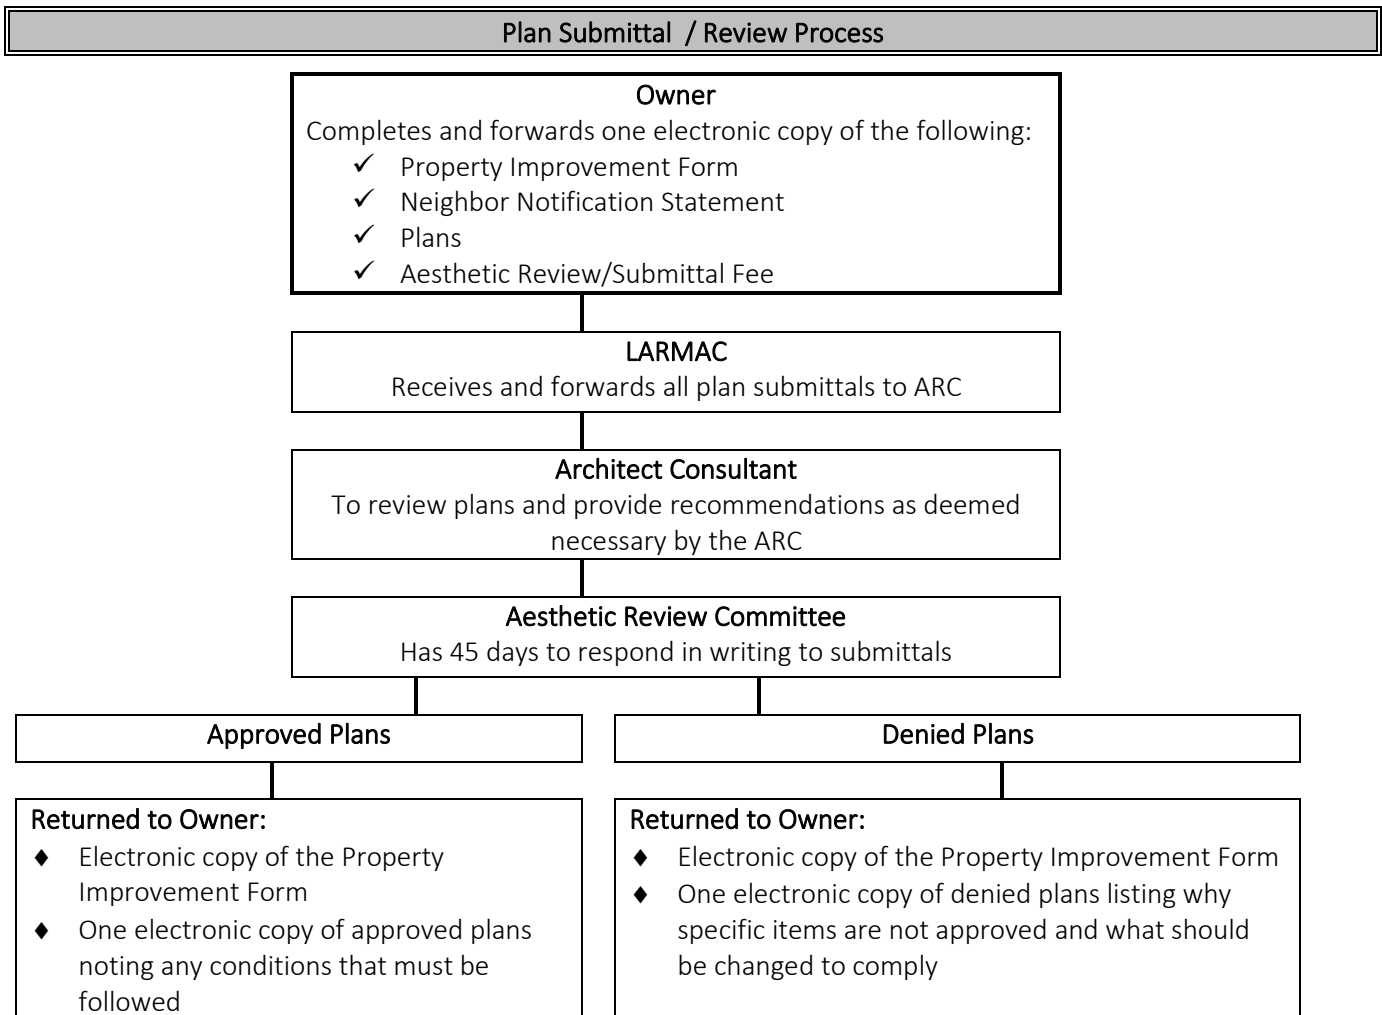 Plan Submittal / Review Process
Owner
Completes and forwards one electronic copy of the following:
✓ Property Improvement Form
✓ Neighbor Notification Statement
✓ Plans
✓ Aesthetic Review/Submittal Fee
LARMAC
Receives and forwards all plan submittals to ARC
Architect Consultant
To review plans and provide recommendations as deemed
necessary by the ARC
Aesthetic Review Committee
Has 45 days to respond in writing to submittals
Approved Plans
Denied Plans
Returned to Owner:
♦ Electronic copy of the Property
Improvement Form
♦ One electronic copy of approved plans
noting any conditions that must be
followed
Returned to Owner:
♦ Electronic copy of the Property Improvement Form
♦ One electronic copy of denied plans listing why
specific items are not approved and what should
be changed to comply